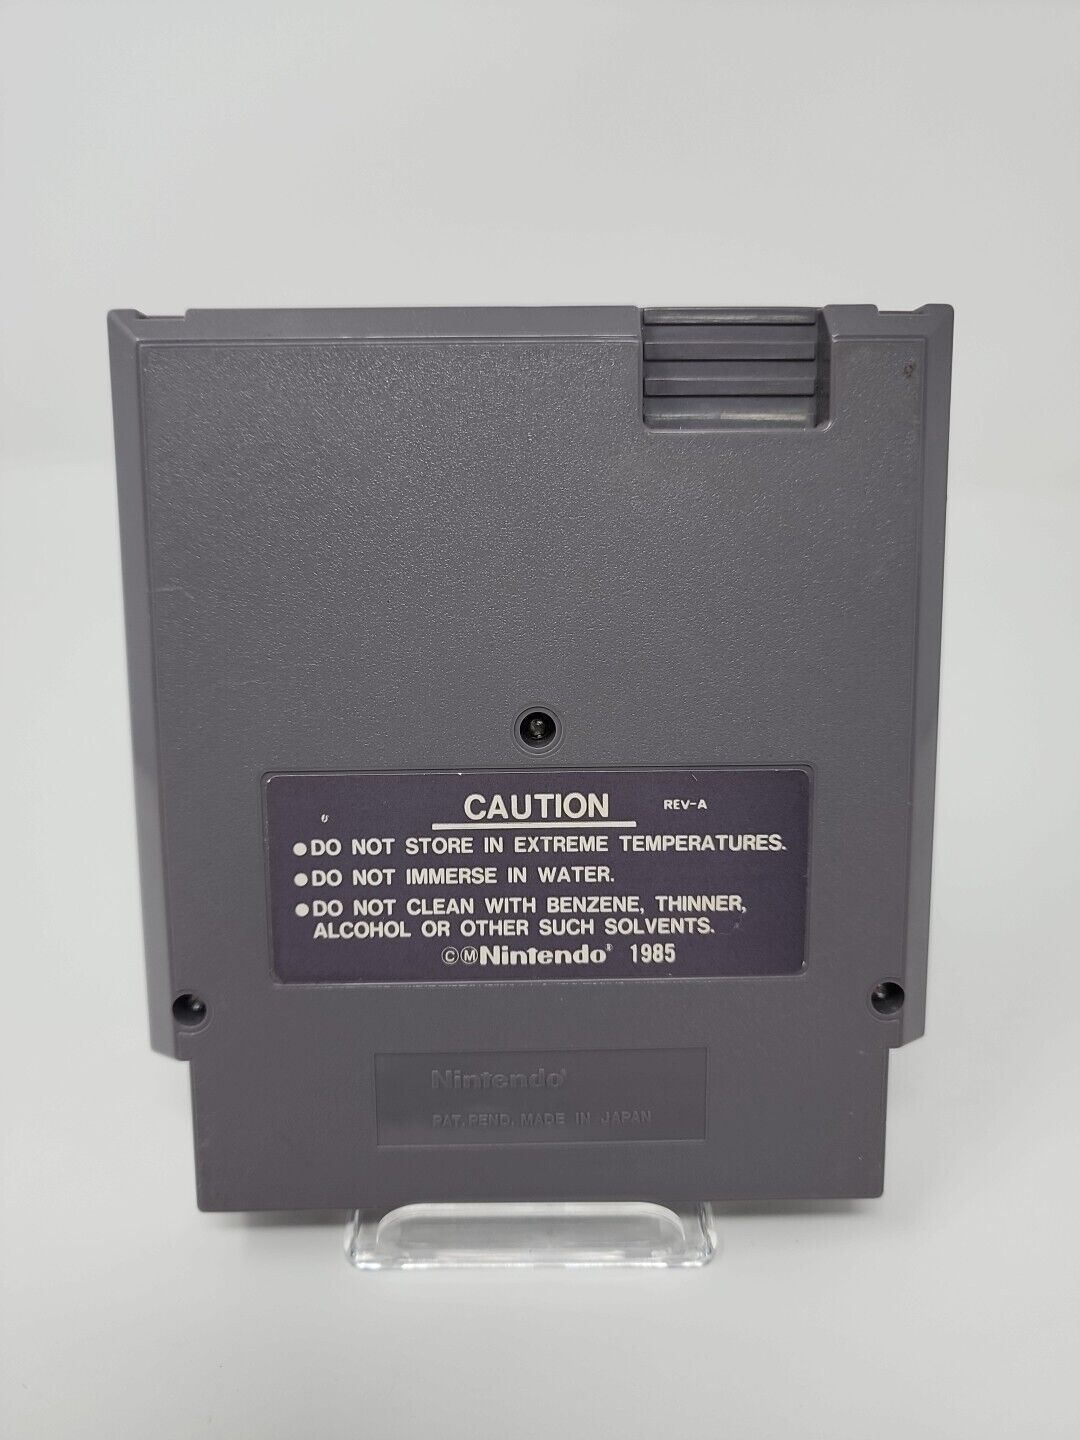 CAUTION REV-A
●DO NOT STORE IN EXTREME TEMPERATURES.
●DO NOT IMMERSE IN WATER.
●DO NOT CLEAN WITH BENZENE, THINNER,
ALCOHOL OR OTHER SUCH SOLVENTS.
©ⓂNintendo® 1985
Nintendo®
PAT. PEND. MADE IN JAPAN